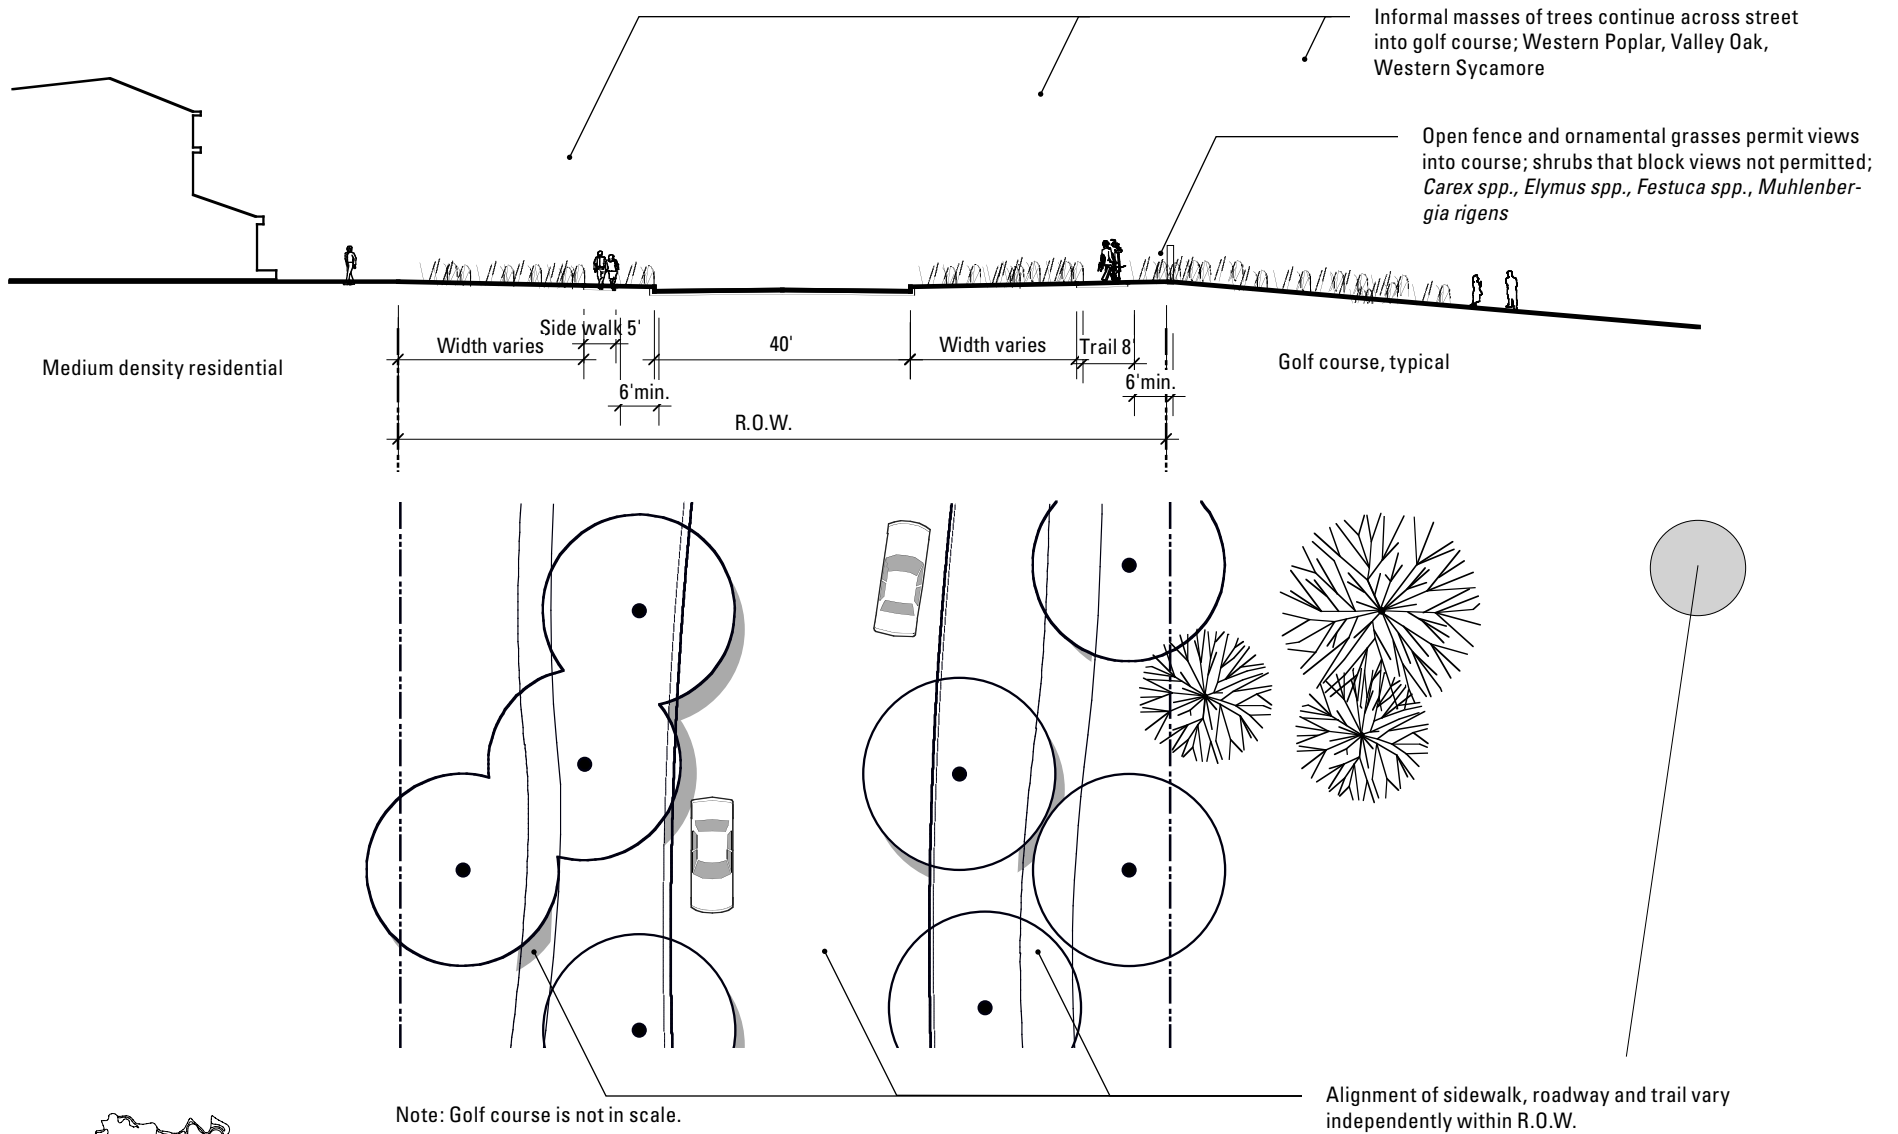 Informal masses of trees continue across street
into golf course; Western Poplar, Valley Oak,
Western Sycamore
Open fence and ornamental grasses permit views
into course; shrubs that block views not permitted;
Carex spp., Elymus spp., Festuca spp., Muhlenber-
gia rigens
Side walk 5'
Width varies
40'
Width varies
Trail 8'
Medium density residential
Golf course, typical
6'min.
6'min.
R.O.W.
Alignment of sidewalk, roadway and trail vary
independently within R.O.W.
Note: Golf course is not in scale.